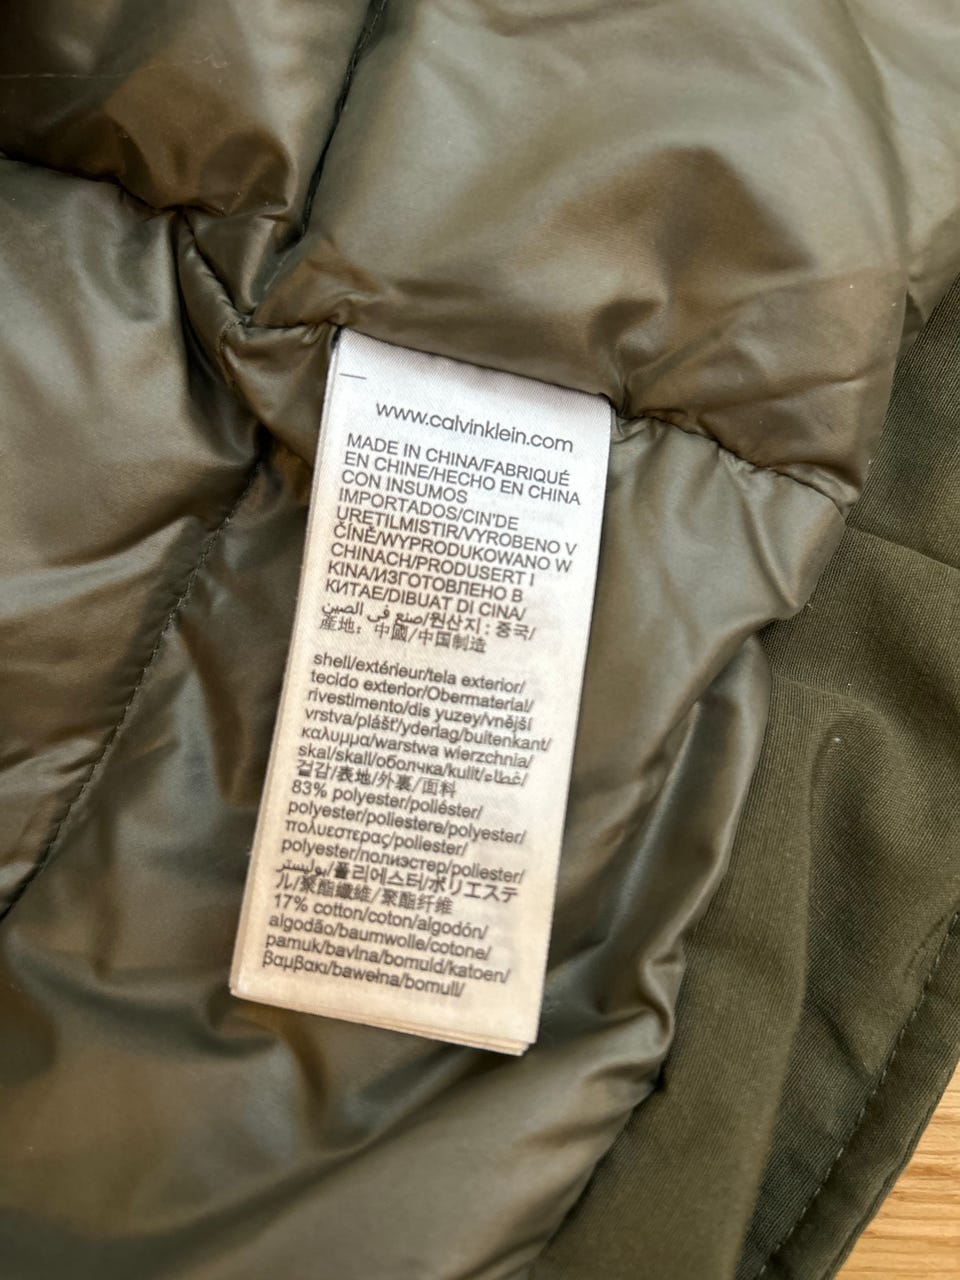 www.calvinklein.com
MADE IN CHINA/FABRIQUÉ
EN CHINE/HECHO EN CHINA
CON INSUMOS
IMPORTADOS/CIN'DE
URETILMISTIR/VYROBENO V
ČÍNĚ/WYPRODUKOWANO W
CHINACH/PRODUSERT I
KINA/ИЗГОТОВЛЕНО В
КИТАЕ/DIBUAT DI CINA/
صنع في الصين/원산지: 중국/
產地: 中國/中国制造
shell/extérieur/tela exterior/
tecido exterior/Obermaterial/
rivestimento/dis yuzey/vnější
vrstva/plášť/yderlag/buitenkant/
καλυμμα/warstwa wierzchnia/
skal/skall/оболчка/kulit/غطاء/
겉감/表地/外裏/面料
83% polyester/poliéster/
polyester/poliestere/polyester/
πολυεστερας/poliester/
polyester/полиэстер/poliester/
بوليستر/폴리에스터/ポリエステ
ル/聚酯纖維/聚酯纤维
17% cotton/coton/algodón/
algodão/baumwolle/cotone/
pamuk/bavlna/bomuld/katoen/
βαμβακι/bawełna/bomull/